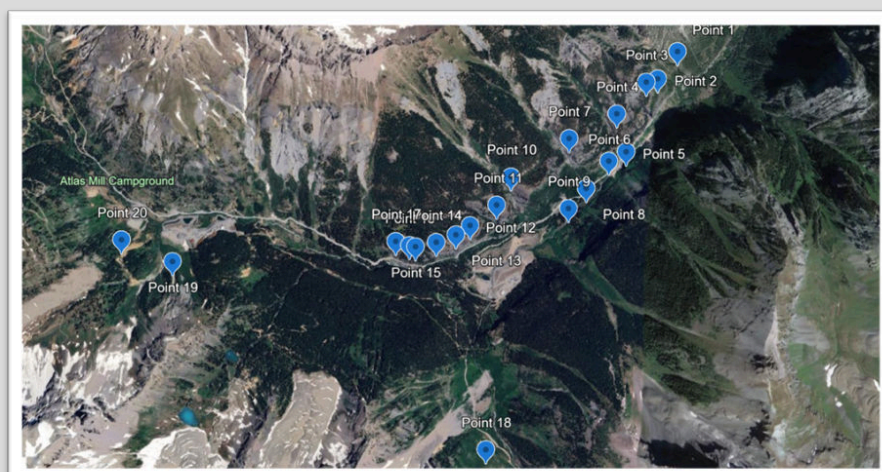 Point 1
Point 3
Point 2
Point 4
Point 7
Point 6
Point 5
Point 10
Point 11
Point 9
Point 8
Atlas Mill Campground
Point 20
Point 17
Point 14
Point 12
Point 13
Point 15
Point 19
Point 18